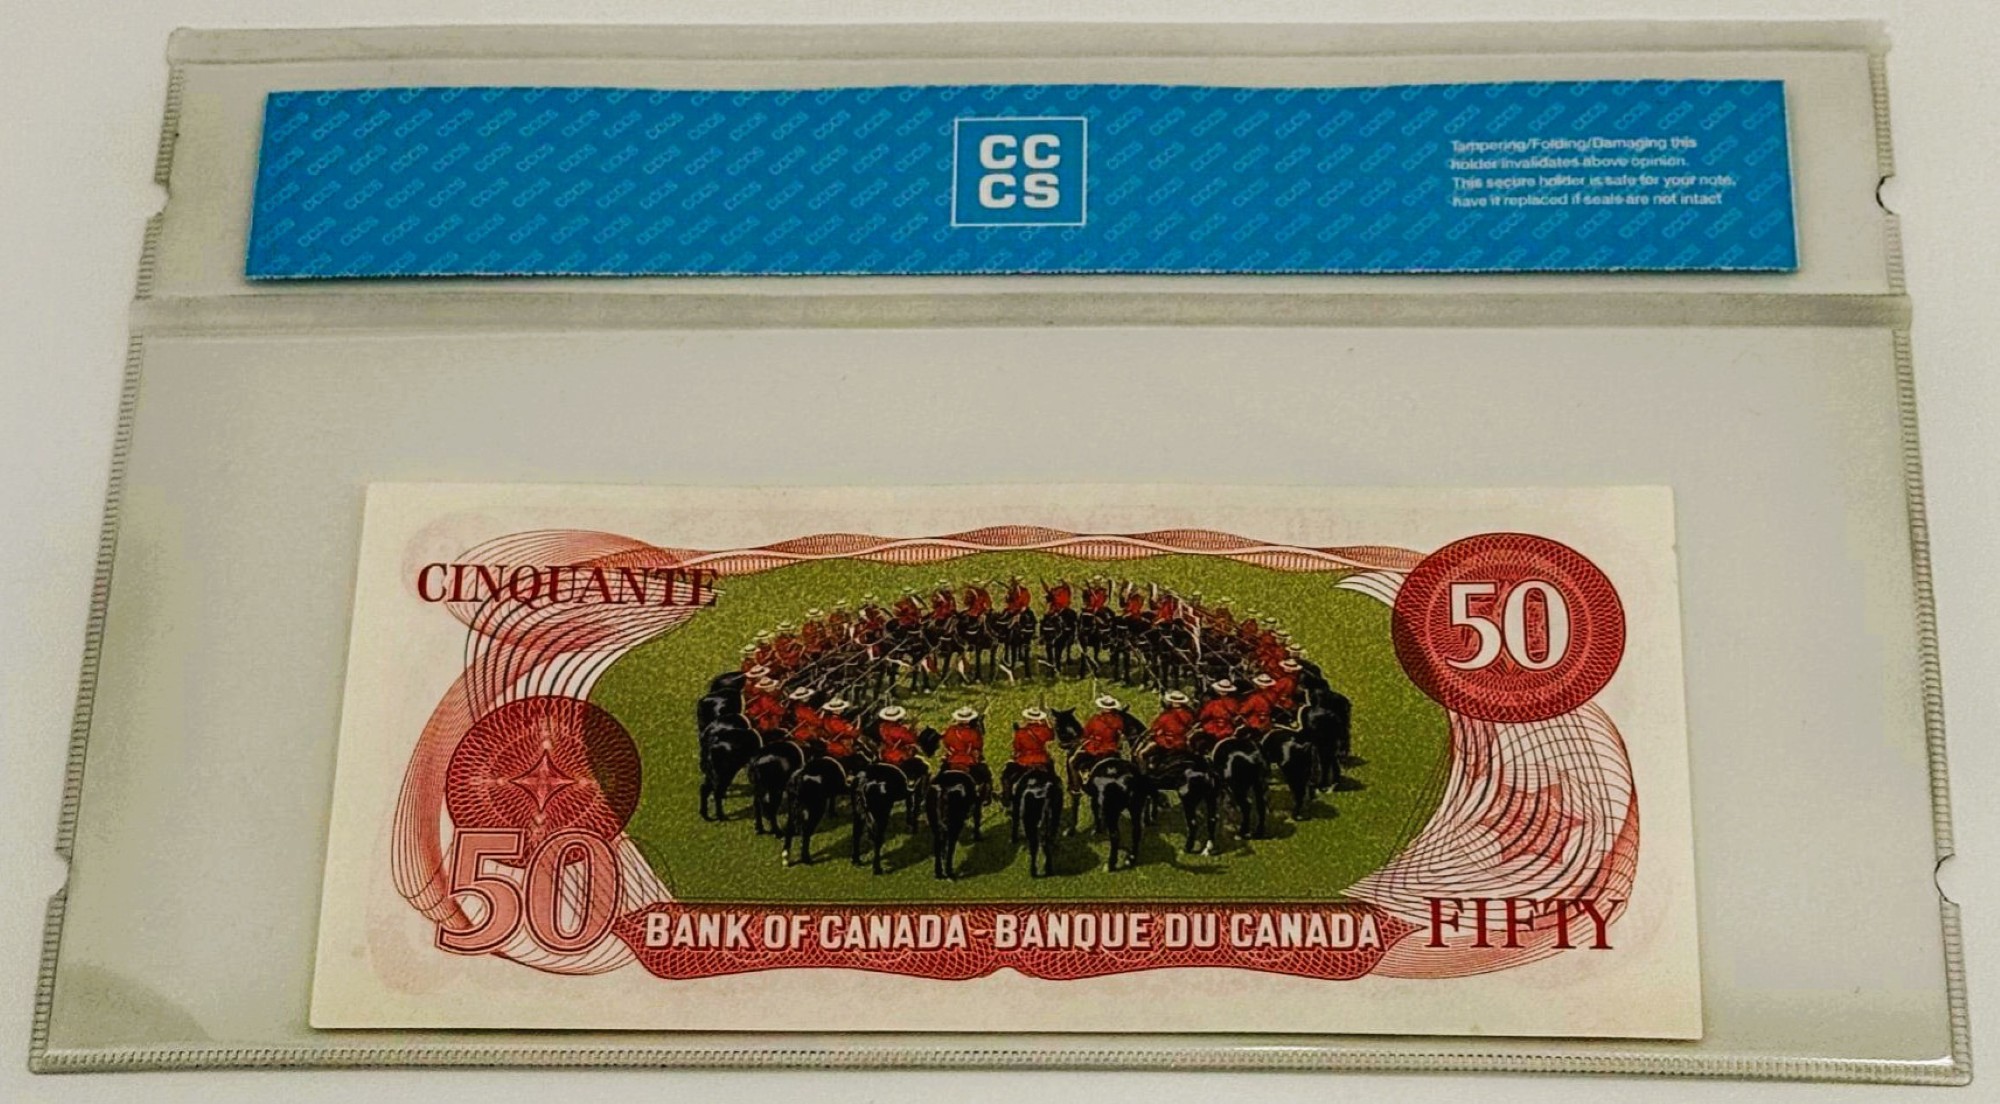 CC
CS
Tampering/Folding/Damaging this
holder invalidates above opinion.
This secure holder is safe for your note,
have it replaced if seals are not intact
CINQUANTE
50
50
BANK OF CANADA - BANQUE DU CANADA
FIFTY